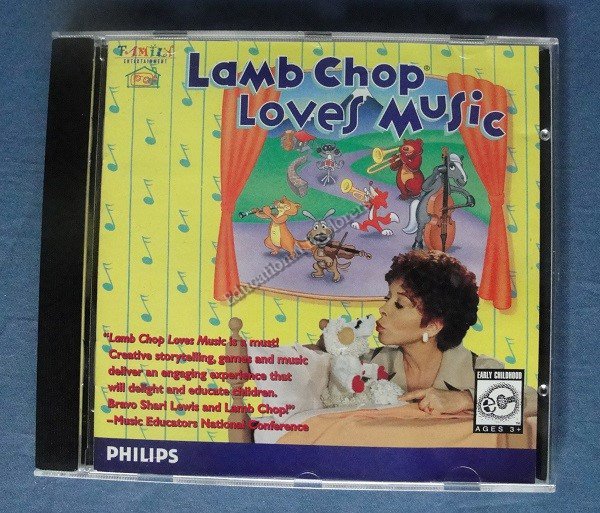 FAMILY
ENTERTAINMENT
LAMB CHOP®
LOVES MUSIC
"Lamb Chop Loves Music is a must!
Creative storytelling, games and music
deliver an engaging experience that
will delight and educate children.
Bravo Shari Lewis and Lamb Chop!"
–Music Educators National Conference
EARLY CHILDHOOD
AGES 3+
PHILIPS